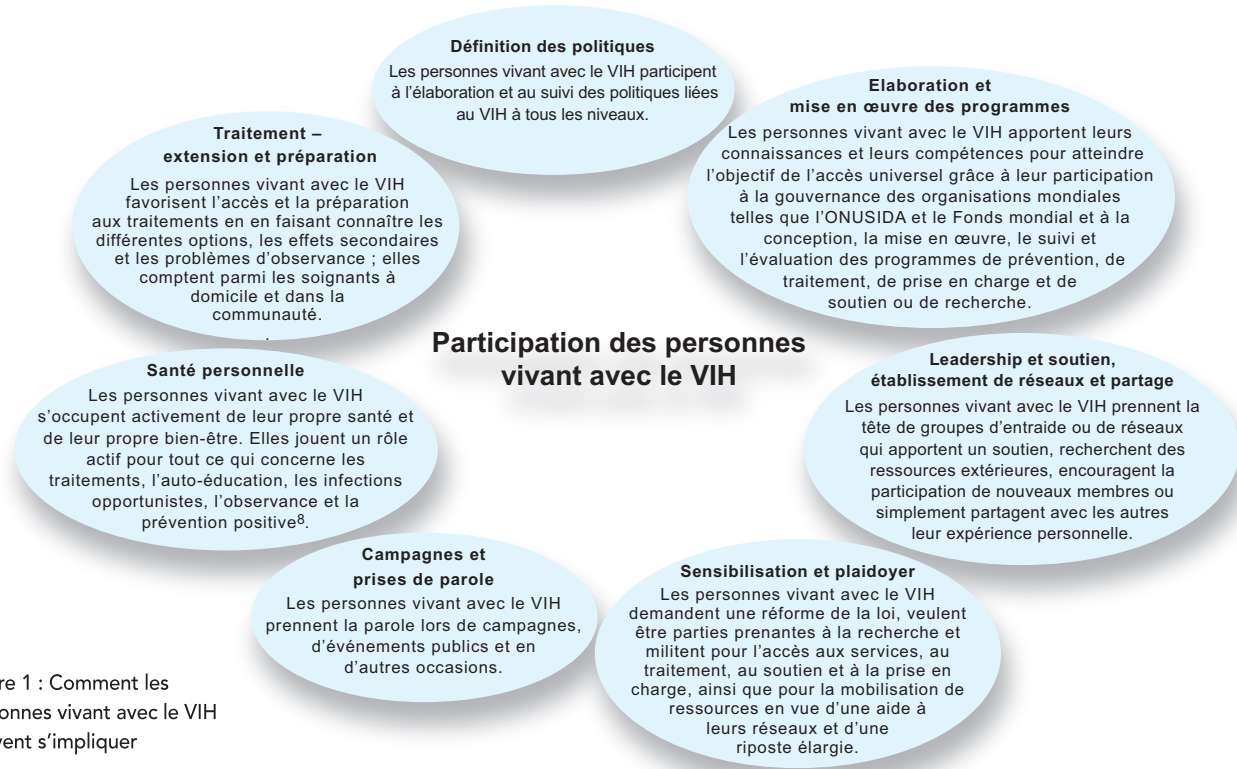 Définition des politiques
Les personnes vivant avec le VIH participent
à l'élaboration et au suivi des politiques liées
au VIH à tous les niveaux.
Elaboration et
mise en œuvre des programmes
Les personnes vivant avec le VIH apportent leurs
connaissances et leurs compétences pour atteindre
l'objectif de l'accès universel grâce à leur participation
à la gouvernance des organisations mondiales
telles que l'ONUSIDA et le Fonds mondial et à la
conception, la mise en œuvre, le suivi et
l'évaluation des programmes de prévention, de
traitement, de prise en charge et de
soutien ou de recherche.
Traitement –
extension et préparation
Les personnes vivant avec le VIH
favorisent l'accès et la préparation
aux traitements en en faisant connaître les
différentes options, les effets secondaires
et les problèmes d'observance ; elles
comptent parmi les soignants à
domicile et dans la
communauté.
.
Participation des personnes
vivant avec le VIH
Leadership et soutien,
établissement de réseaux et partage
Les personnes vivant avec le VIH prennent la
tête de groupes d'entraide ou de réseaux
qui apportent un soutien, recherchent des
ressources extérieures, encouragent la
participation de nouveaux membres ou
simplement partagent avec les autres
leur expérience personnelle.
Santé personnelle
Les personnes vivant avec le VIH
s'occupent activement de leur propre santé et
de leur propre bien-être. Elles jouent un rôle
actif pour tout ce qui concerne les
traitements, l'auto-éducation, les infections
opportunistes, l'observance et la
prévention positive8.
Campagnes et
prises de parole
Les personnes vivant avec le VIH
prennent la parole lors de campagnes,
d'événements publics et en
d'autres occasions.
Sensibilisation et plaidoyer
Les personnes vivant avec le VIH
demandent une réforme de la loi, veulent
être parties prenantes à la recherche et
militent pour l'accès aux services, au
traitement, au soutien et à la prise en
charge, ainsi que pour la mobilisation de
ressources en vue d'une aide à
leurs réseaux et d'une
riposte élargie.
re 1 : Comment les
onnes vivant avec le VIH
vent s'impliquer